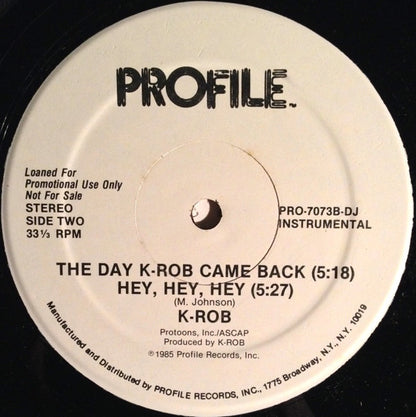 PROFILE™
Loaned For
Promotional Use Only
Not For Sale
STEREO
SIDE TWO
33⅓ RPM
PRO-7073B-DJ
INSTRUMENTAL
THE DAY K-ROB CAME BACK (5:18)
HEY, HEY, HEY (5:27)
(M. Johnson)
K-ROB
Protoons, Inc./ASCAP
Produced by K-ROB
℗1985 Profile Records, Inc.
Manufactured and Distributed by PROFILE RECORDS, INC., 1775 Broadway, N.Y., N.Y. 10019